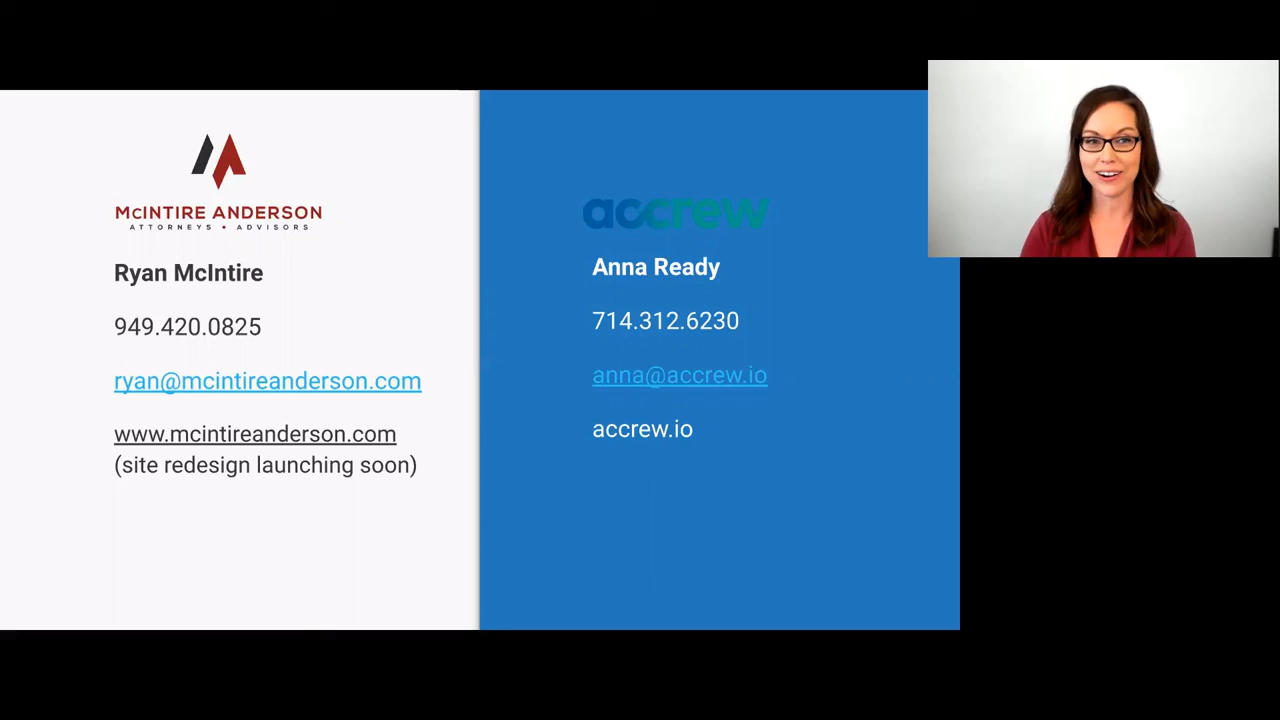 McINTIRE ANDERSON
ATTORNEYS • ADVISORS
Ryan McIntire
949.420.0825
ryan@mcintireanderson.com
www.mcintireanderson.com
(site redesign launching soon)
accrew
Anna Ready
714.312.6230
anna@accrew.io
accrew.io